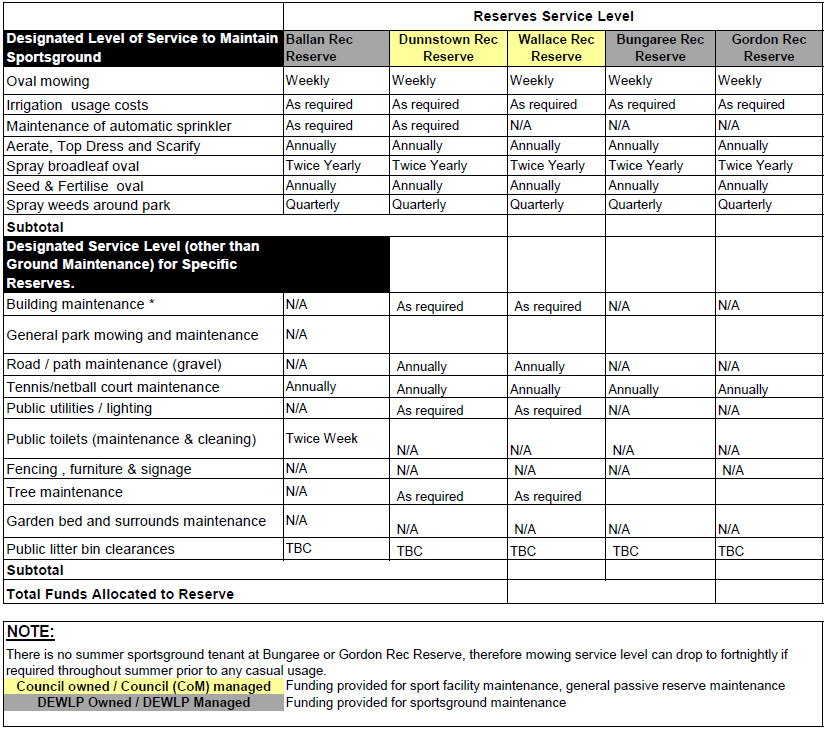 Reserves Service Level
Designated Level of Service to Maintain Sportsground Ballan Rec Reserve Dunnstown Rec Reserve Wallace Rec Reserve Bungaree Rec Reserve Gordon Rec Reserve
Oval mowing Weekly Weekly Weekly Weekly Weekly
Irrigation usage costs As required As required As required As required As required
Maintenance of automatic sprinkler As required As required N/A N/A N/A
Aerate, Top Dress and Scarify Annually Annually Annually Annually Annually
Spray broadleaf oval Twice Yearly Twice Yearly Twice Yearly Twice Yearly Twice Yearly
Seed & Fertilise oval Annually Annually Annually Annually Annually
Spray weeds around park Quarterly Quarterly Quarterly Quarterly Quarterly
Subtotal
Designated Service Level (other than
Ground Maintenance) for Specific
Reserves.
Building maintenance * N/A As required As required N/A N/A
General park mowing and maintenance N/A
Road / path maintenance (gravel) N/A Annually Annually N/A N/A
Tennis/netball court maintenance Annually Annually Annually Annually Annually
Public utilities / lighting N/A As required As required N/A N/A
Public toilets (maintenance & cleaning) Twice Week N/A N/A N/A N/A
Fencing , furniture & signage N/A N/A N/A N/A N/A
Tree maintenance N/A As required As required
Garden bed and surrounds maintenance N/A N/A N/A N/A N/A
Public litter bin clearances TBC TBC TBC TBC TBC
Subtotal
Total Funds Allocated to Reserve
NOTE:
There is no summer sportsground tenant at Bungaree or Gordon Rec Reserve, therefore mowing service level can drop to fortnightly if
required throughout summer prior to any casual usage.
Council owned / Council (CoM) managed Funding provided for sport facility maintenance, general passive reserve maintenance
DEWLP Owned / DEWLP Managed Funding provided for sportsground maintenance